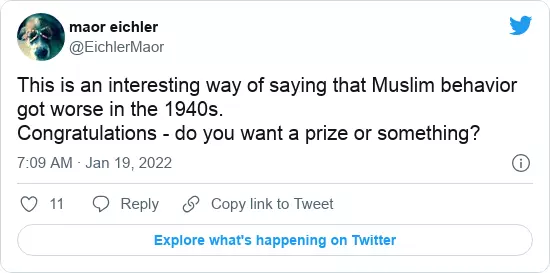 maor eichler
@EichlerMaor
This is an interesting way of saying that Muslim behavior
got worse in the 1940s.
Congratulations - do you want a prize or something?
7:09 AM · Jan 19, 2022
11 Reply Copy link to Tweet
Explore what's happening on Twitter